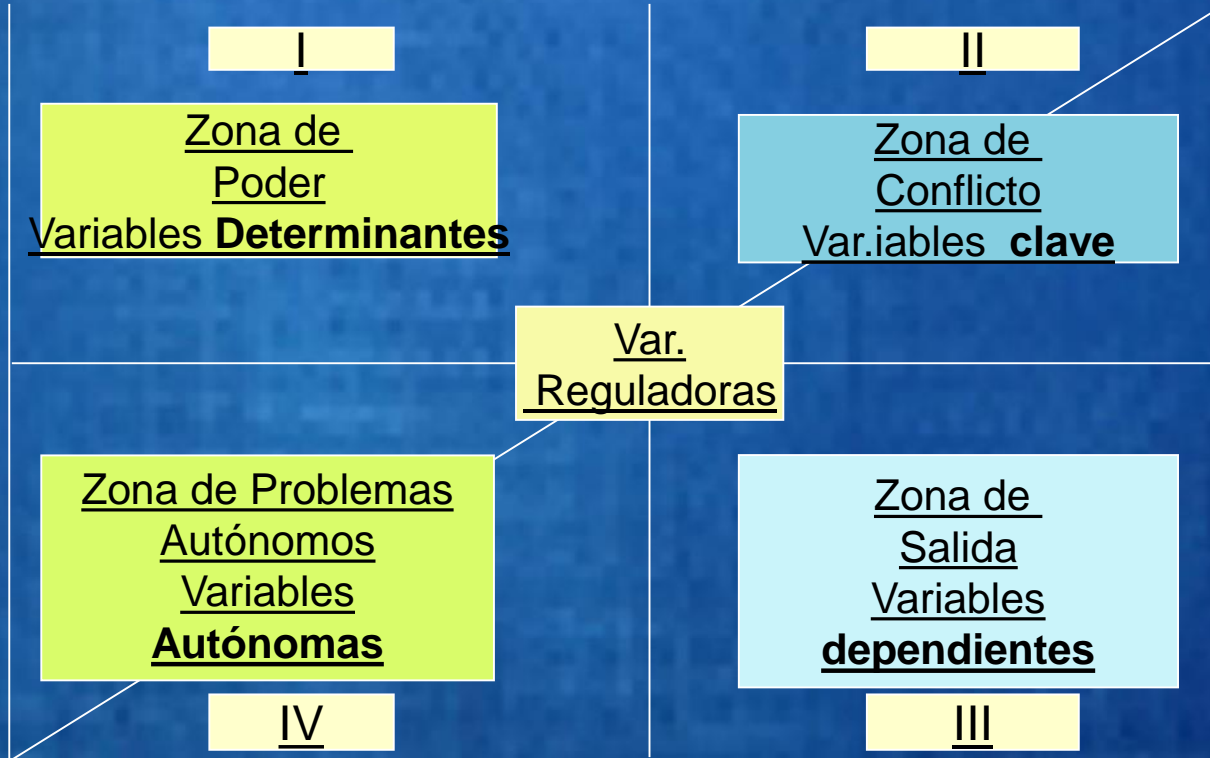 I
II
Zona de
Poder
Variables Determinantes
Zona de
Conflicto
Var.iables clave
Var.
Reguladoras
Zona de Problemas
Autónomos
Variables
Autónomas
Zona de
Salida
Variables
dependientes
IV
III